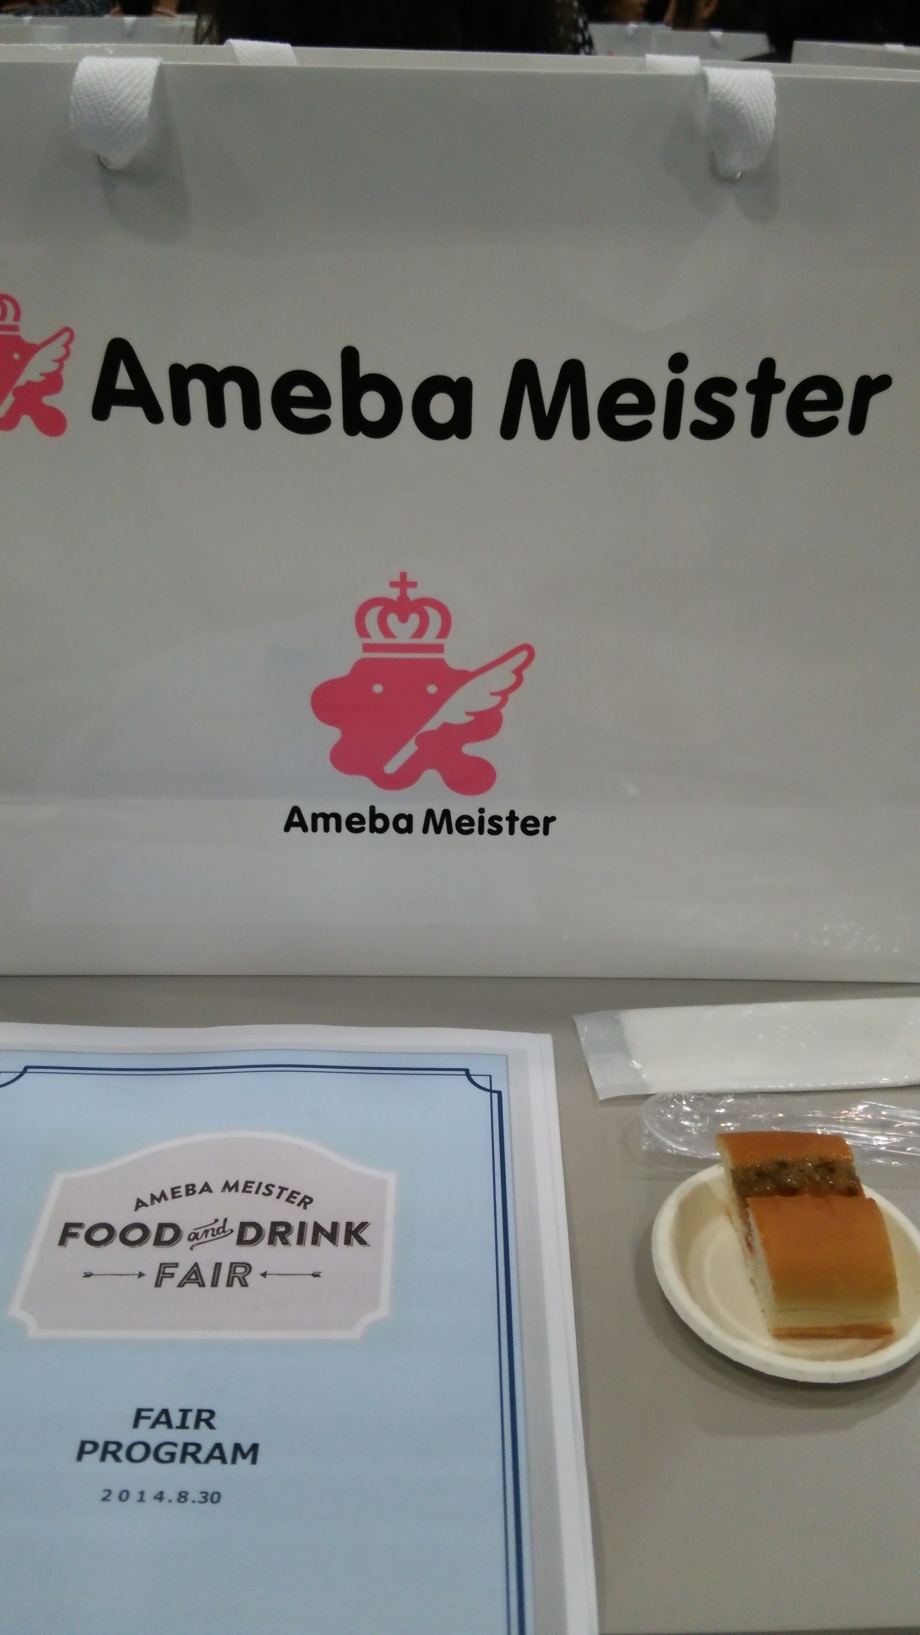 Ameba Meister
Ameba Meister
AMEBA MEISTER
FOOD and DRINK
FAIR
FAIR
PROGRAM
2014.8.30